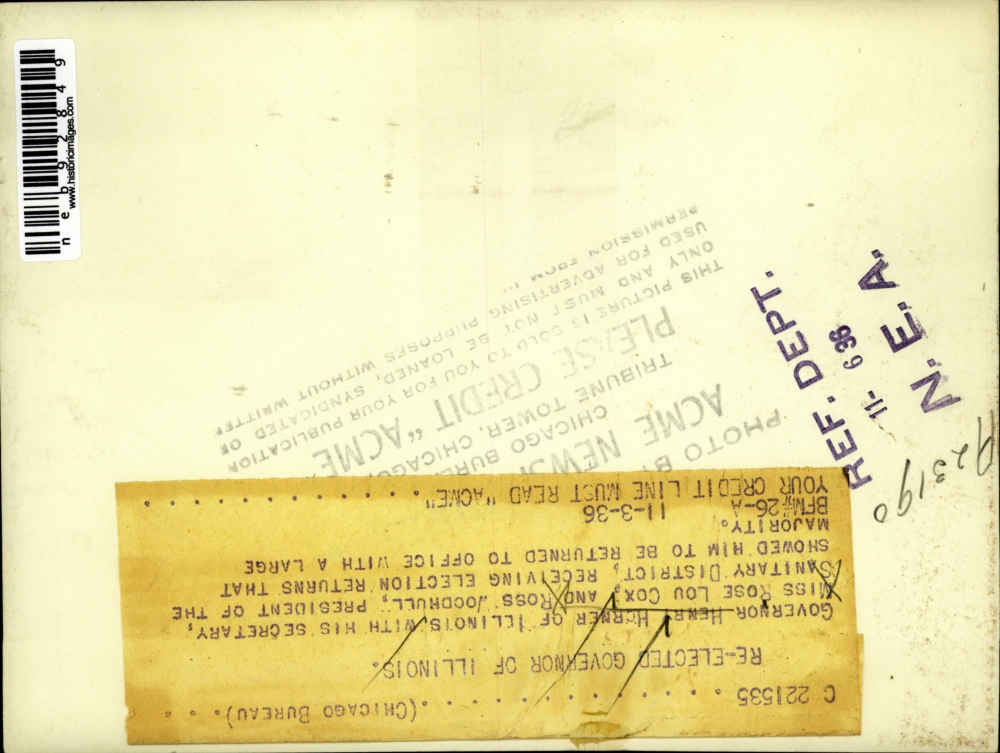 C 221535 . . . . . . . . . . . . (CHICAGO BUREAU). . . .
RE-ELECTED GOVERNOR OF ILLINOIS.
GOVERNOR HENRY HORNER OF ILLINOIS WITH HIS SECRETARY,
MISS ROSE LOU COX, AND ROSS WOODHULL, PRESIDENT OF THE
SANITARY DISTRICT, RECEIVING ELECTION RETURNS THAT
SHOWED HIM TO BE RETURNED TO OFFICE WITH A LARGE
MAJORITY.
BFM-26-A 11-3-36
YOUR CREDIT LINE MUST READ "ACME" . . . . . . . . . . . . .
PHOTO BY
ACME
CHICAGO
TRIBUNE TOWER, CHICAGO
PLEASE CREDIT "ACME
THIS PICTURE IS SOLD TO YOU FOR YOUR PUBLICATION
ONLY AND MUST NOT BE LOANED, SYNDICATED OR
USED FOR ADVERTISING PURPOSES WITHOUT
PERMISSION FROM
REF. DEPT.
11- 6 36
N. E. A.
neb92849
www.historicimages.com